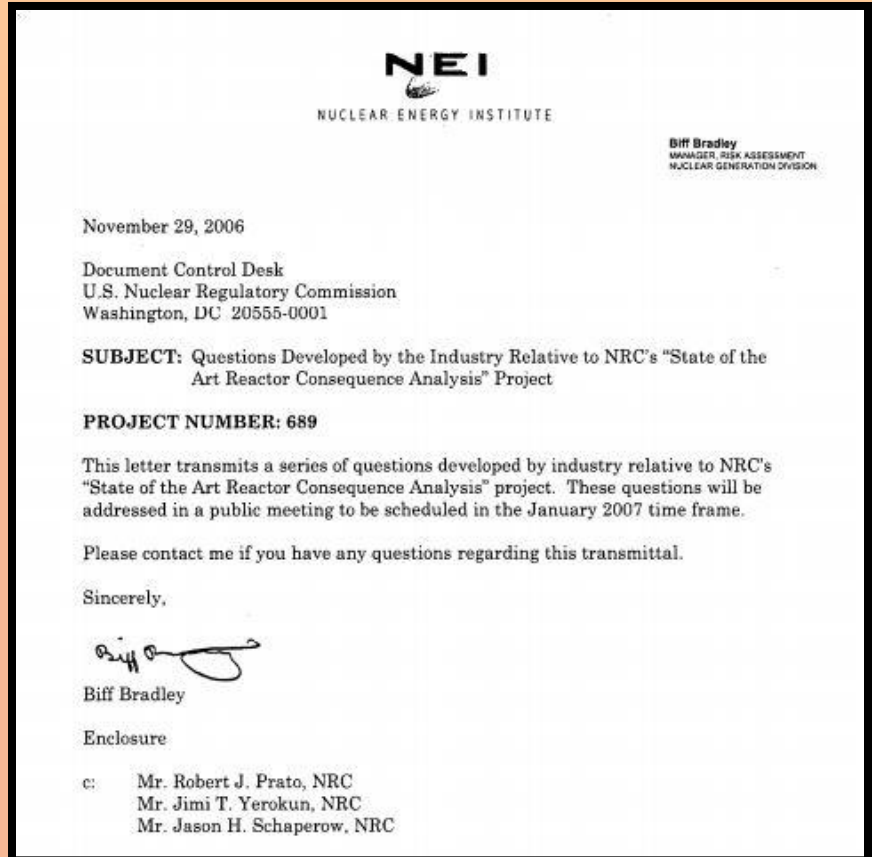 NEI
NUCLEAR ENERGY INSTITUTE
Biff Bradley
MANAGER, RISK ASSESSMENT
NUCLEAR GENERATION DIVISION
November 29, 2006
Document Control Desk
U.S. Nuclear Regulatory Commission
Washington, DC 20555-0001
SUBJECT: Questions Developed by the Industry Relative to NRC's “State of the
Art Reactor Consequence Analysis” Project
PROJECT NUMBER: 689
This letter transmits a series of questions developed by industry relative to NRC's
“State of the Art Reactor Consequence Analysis” project. These questions will be
addressed in a public meeting to be scheduled in the January 2007 time frame.
Please contact me if you have any questions regarding this transmittal.
Sincerely,
Biff Bradley
Enclosure
c: Mr. Robert J. Prato, NRC
Mr. Jimi T. Yerokun, NRC
Mr. Jason H. Schaperow, NRC